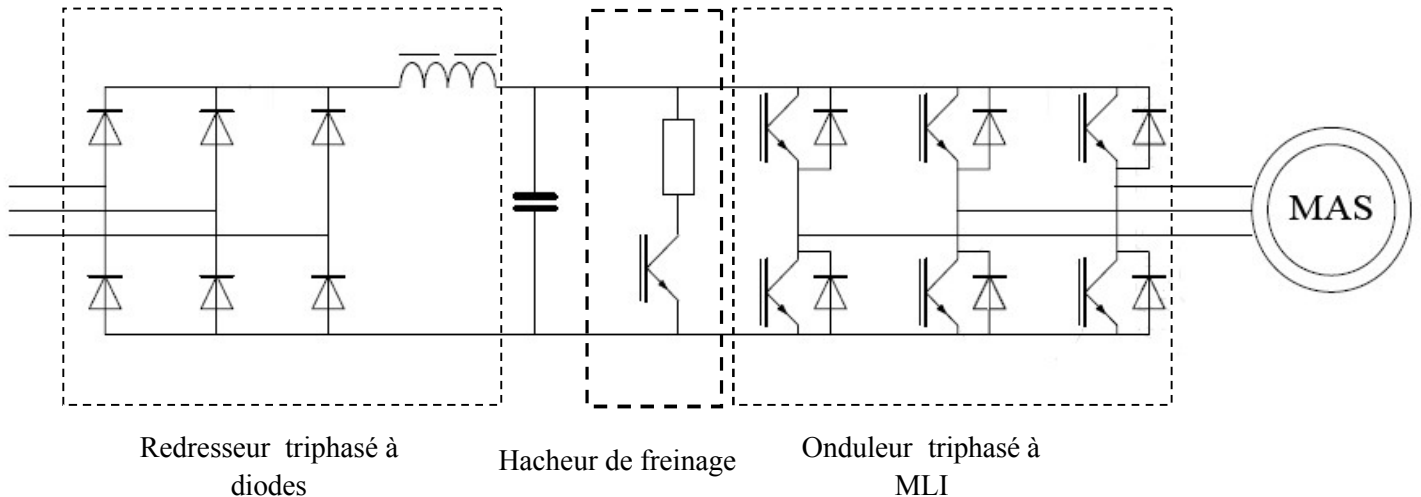 MAS
Redresseur triphasé à
diodes
Hacheur de freinage
Onduleur triphasé à
MLI